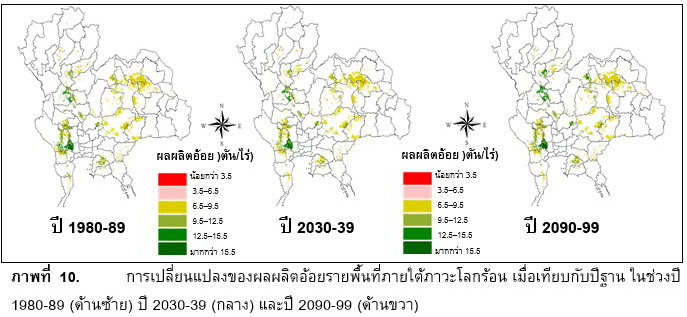 N
W E
S
N
W E
S
ผลผลิตอ้อย )ตัน/ไร่)
น้อยกว่า 3.5
3.5–6.5
6.5–9.5
9.5–12.5
12.5–15.5
มากกว่า 15.5
ผลผลิตอ้อย )ตัน/ไร่)
น้อยกว่า 3.5
3.5–6.5
6.5–9.5
9.5–12.5
12.5–15.5
มากกว่า 15.5
ปี 1980-89
ปี 2030-39
ปี 2090-99
ภาพที่ 10. การเปลี่ยนแปลงของผลผลิตอ้อยรายพื้นที่ภายใต้ภาวะโลกร้อน เมื่อเทียบกับปีฐาน ในช่วงปี
1980-89 (ด้านซ้าย) ปี 2030-39 (กลาง) และปี 2090-99 (ด้านขวา)